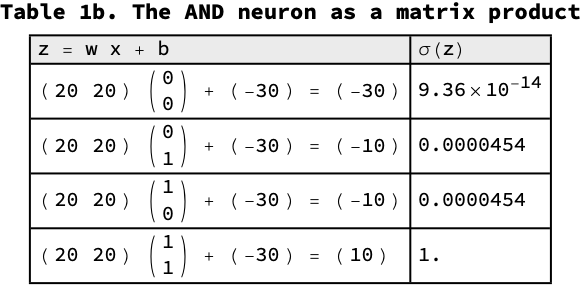 Table 1b. The AND neuron as a matrix product
z = w x + b σ(z)
( 20 20 ) ( 0 0 ) + ( -30 ) = ( -30 ) 9.36×10^-14
( 20 20 ) ( 0 1 ) + ( -30 ) = ( -10 ) 0.0000454
( 20 20 ) ( 1 0 ) + ( -30 ) = ( -10 ) 0.0000454
( 20 20 ) ( 1 1 ) + ( -30 ) = ( 10 ) 1.